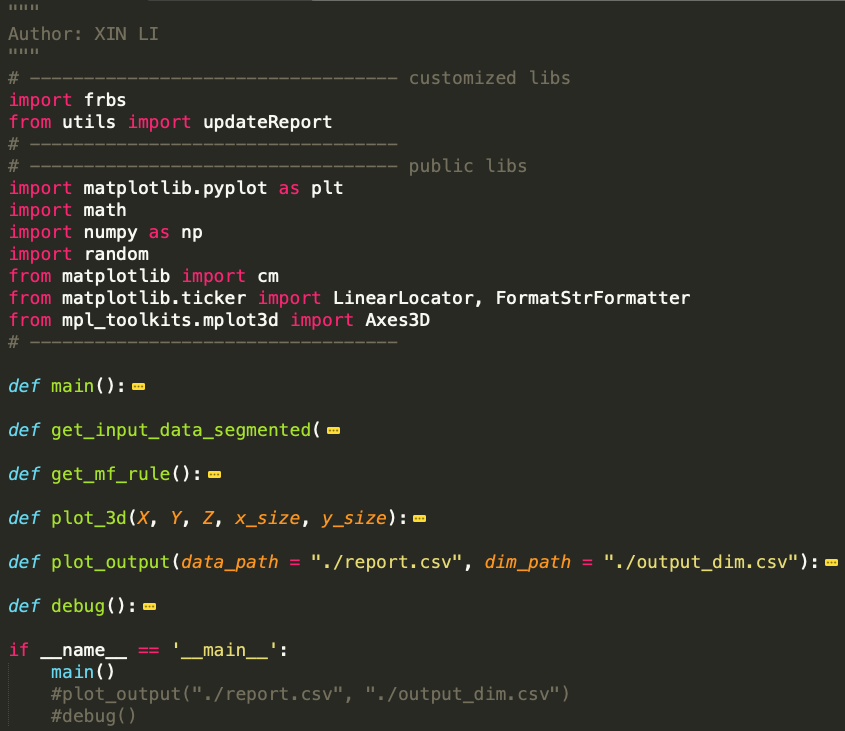 """
Author: XIN LI
"""
# ---------------------------------- customized libs
import frbs
from utils import updateReport
# ----------------------------------
# ---------------------------------- public libs
import matplotlib.pyplot as plt
import math
import numpy as np
import random
from matplotlib import cm
from matplotlib.ticker import LinearLocator, FormatStrFormatter
from mpl_toolkits.mplot3d import Axes3D
# ----------------------------------
def main():
def get_input_data_segmented(
def get_mf_rule():
def plot_3d(X, Y, Z, x_size, y_size):
def plot_output(data_path = "./report.csv", dim_path = "./output_dim.csv"):
def debug():
if __name__ == '__main__':
    main()
    #plot_output("./report.csv", "./output_dim.csv")
    #debug()